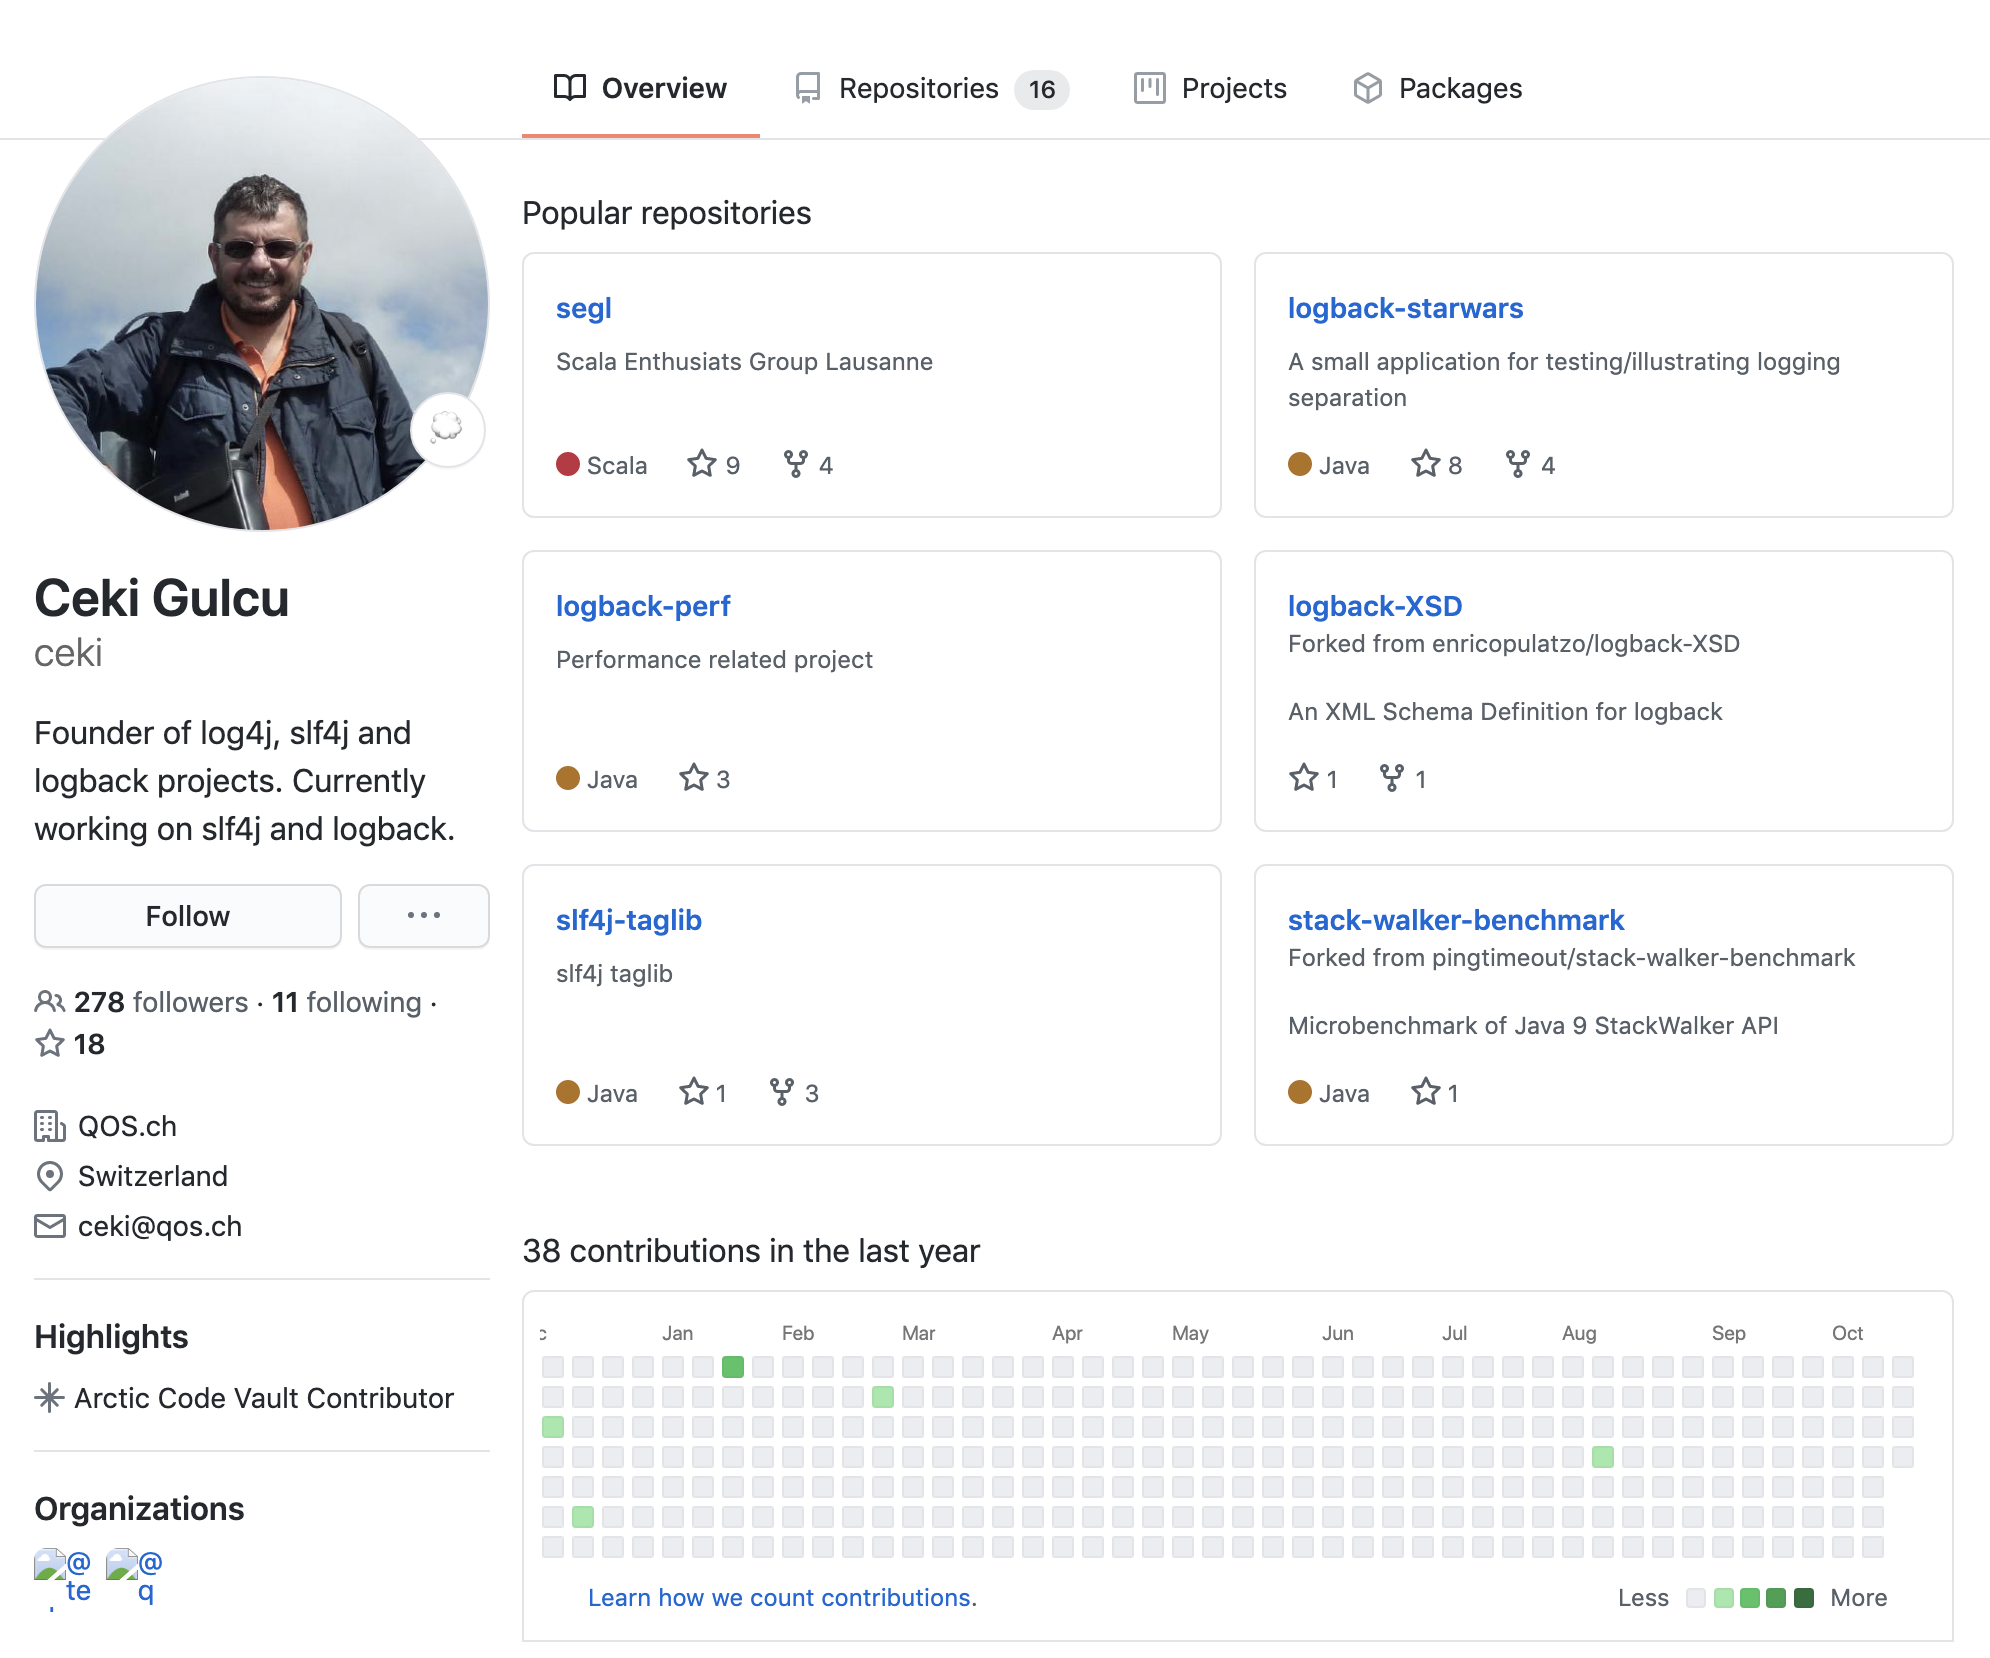 Overview
Repositories 16
Projects
Packages
Ceki Gulcu
ceki
Founder of log4j, slf4j and
logback projects. Currently
working on slf4j and logback.
Follow
...
278 followers · 11 following ·
18
QOS.ch
Switzerland
ceki@qos.ch
Highlights
Arctic Code Vault Contributor
Organizations
@ @
te q
Popular repositories
segl
Scala Enthusiats Group Lausanne
Scala 9 4
logback-starwars
A small application for testing/illustrating logging
separation
Java 8 4
logback-perf
Performance related project
Java 3
logback-XSD
Forked from enricopulatzo/logback-XSD
An XML Schema Definition for logback
1 1
slf4j-taglib
slf4j taglib
Java 1 3
stack-walker-benchmark
Forked from pingtimeout/stack-walker-benchmark
Microbenchmark of Java 9 StackWalker API
Java 1
38 contributions in the last year
c Jan Feb Mar Apr May Jun Jul Aug Sep Oct
Learn how we count contributions.
Less More